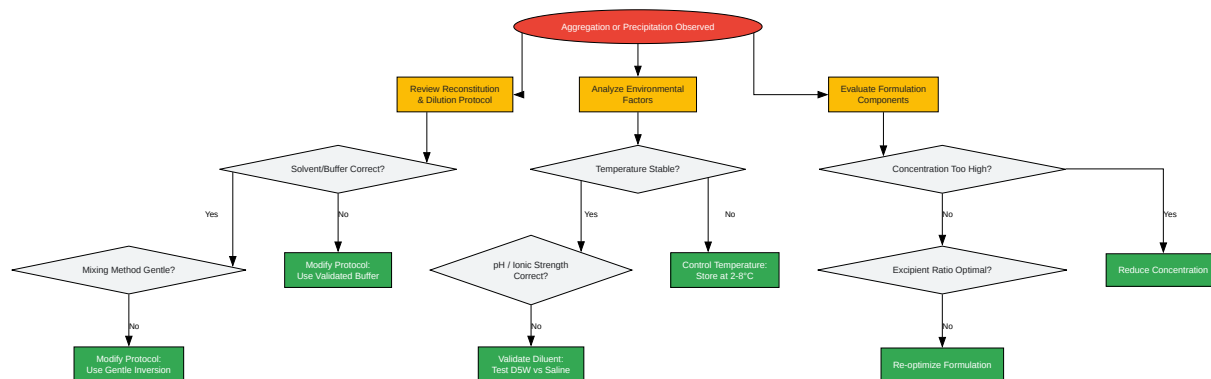 Aggregation or Precipitation Observed
Review Reconstitution
& Dilution Protocol
Analyze Environmental
Factors
Evaluate Formulation
Components
Solvent/Buffer Correct?
Temperature Stable?
Concentration Too High?
Yes
No
Yes
No
No
Yes
Mixing Method Gentle?
Modify Protocol:
Use Validated Buffer
pH / Ionic Strength
Correct?
Control Temperature:
Store at 2-8°C
Excipient Ratio Optimal?
Reduce Concentration
No
No
No
Modify Protocol:
Use Gentle Inversion
Validate Diluent:
Test D5W vs Saline
Re-optimize Formulation